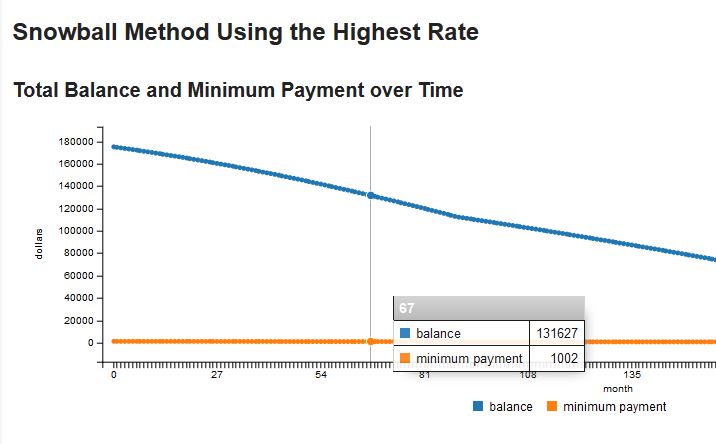 Snowball Method Using the Highest Rate
Total Balance and Minimum Payment over Time
180000
160000
140000
120000
100000
80000
60000
40000
20000
0
dollars
67
balance 131627
minimum payment 1002
0 27 54 81 108 135
month
balance minimum payment